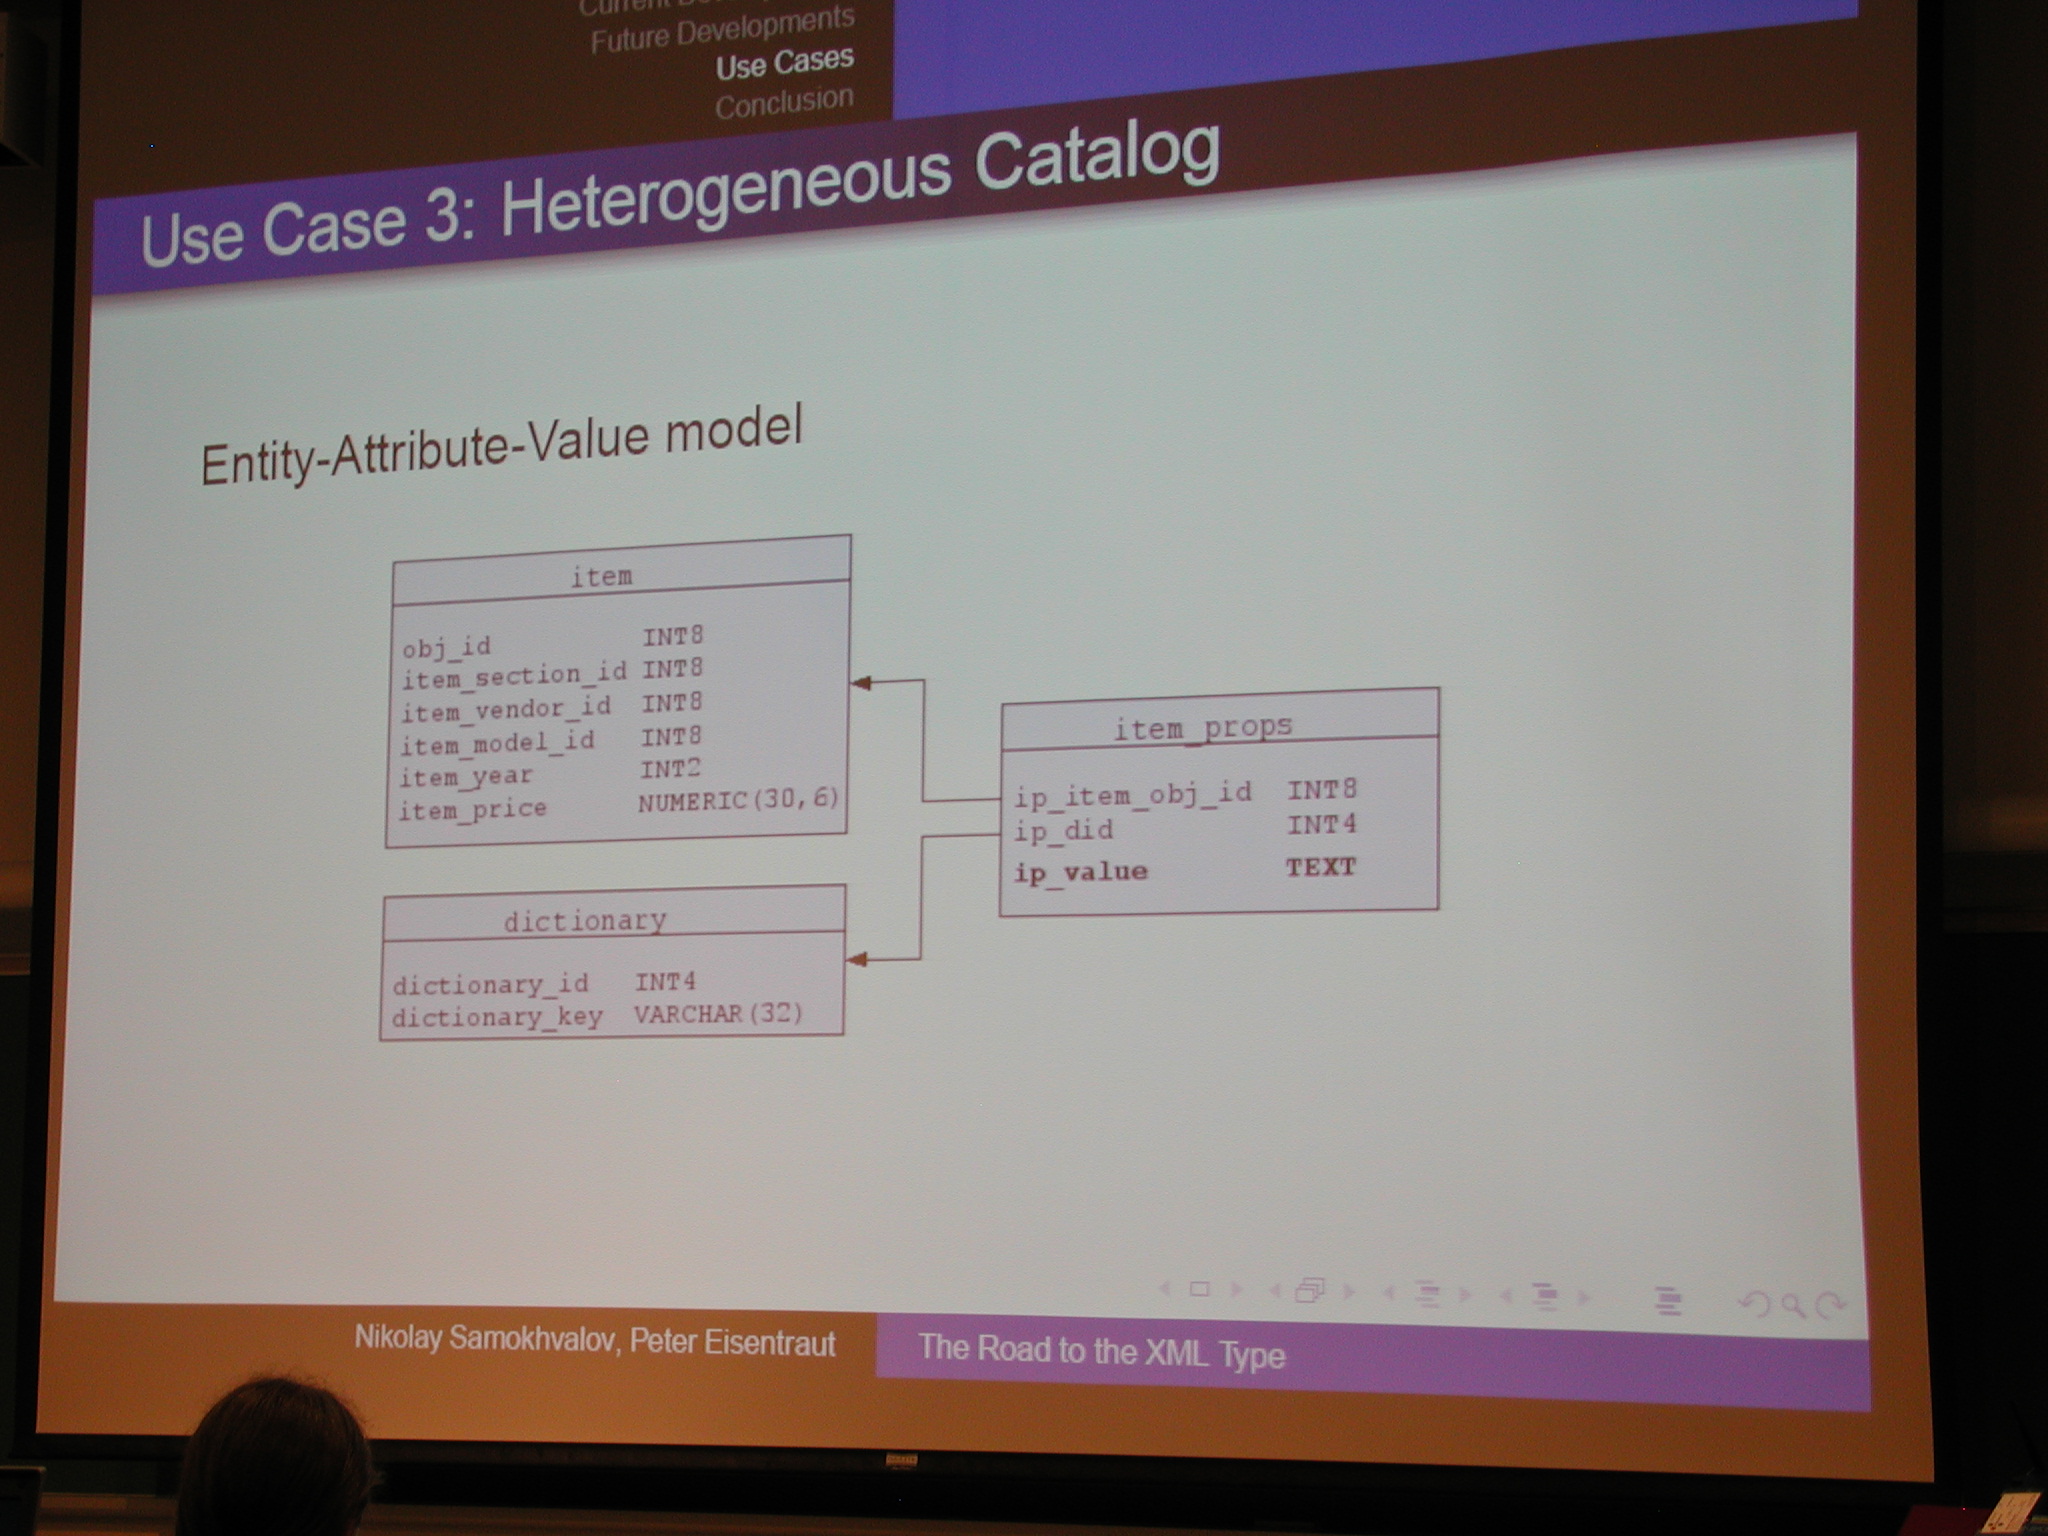 Future Developments
Use Cases
Conclusion
Use Case 3: Heterogeneous Catalog
Entity-Attribute-Value model
item
obj_id INT8
item_section_id INT8
item_vendor_id INT8
item_model_id INT8
item_year INT2
item_price NUMERIC(30,6)
item_props
ip_item_obj_id INT8
ip_did INT4
ip_value TEXT
dictionary
dictionary_id INT4
dictionary_key VARCHAR(32)
Nikolay Samokhvalov, Peter Eisentraut
The Road to the XML Type